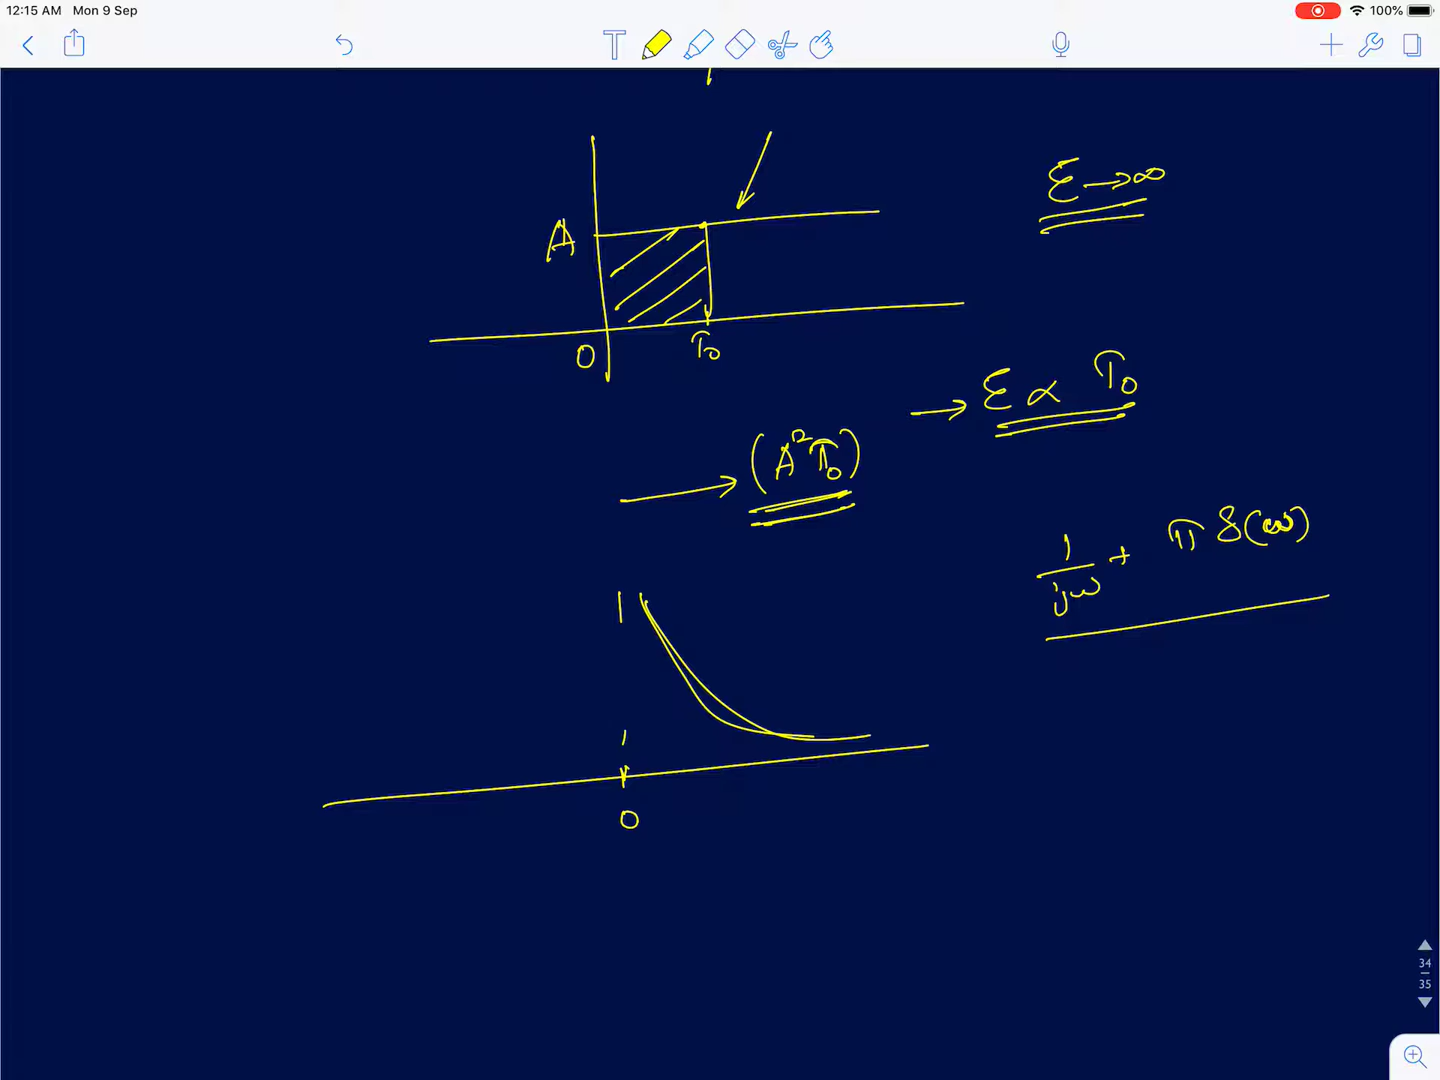 12:15 AM Mon 9 Sep 100%
T
A
ε → ∞
0 T₀
→ ε ∝ T₀
→ (A²T₀)
1/jω + π δ(ω)
1
0
34
35